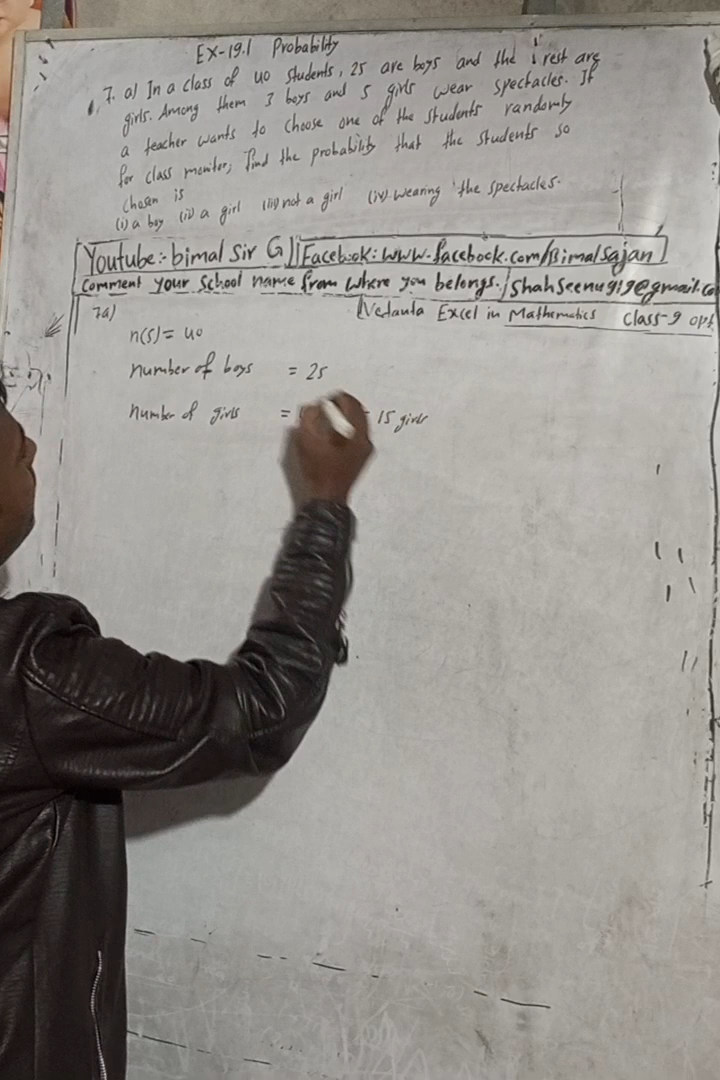 Ex-19.1 Probability
7. a) In a class of 40 students, 25 are boys and the rest are
girls. Among them 3 boys and 5 girls wear spectacles. If
a teacher wants to choose one of the students randomly
for class monitor, find the probability that the students so
chosen is
(i) a boy (ii) a girl (iii) not a girl (iv) wearing the spectacles.
Youtube:- bimal Sir G || Facebook: www.facebook.com/BimalSajan
Comment your school name from where you belongs./shahseenu919@gmail.co
Vedanta Excel in Mathematics Class-9 opt
7a)
n(S) = 40
number of boys = 25
number of girls = 15 girls